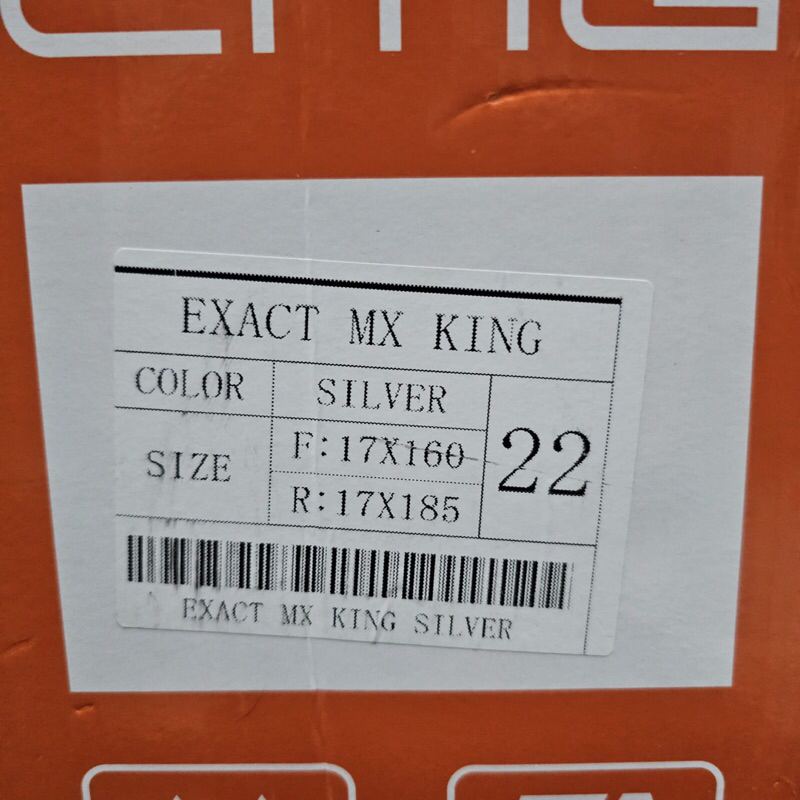 EXACT MX KING
COLOR SILVER
SIZE F:17X160
R:17X185
22
EXACT MX KING SILVER